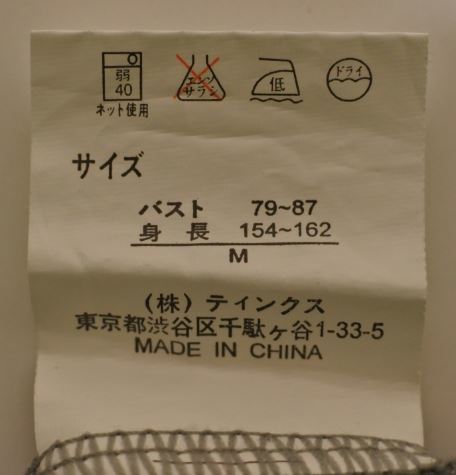 弱 40
ネット使用
エンソ サラシ
低
ドライ
サイズ
バスト 79~87
身長 154~162
M
(株)ティンクス
東京都渋谷区千駄ヶ谷1-33-5
MADE IN CHINA